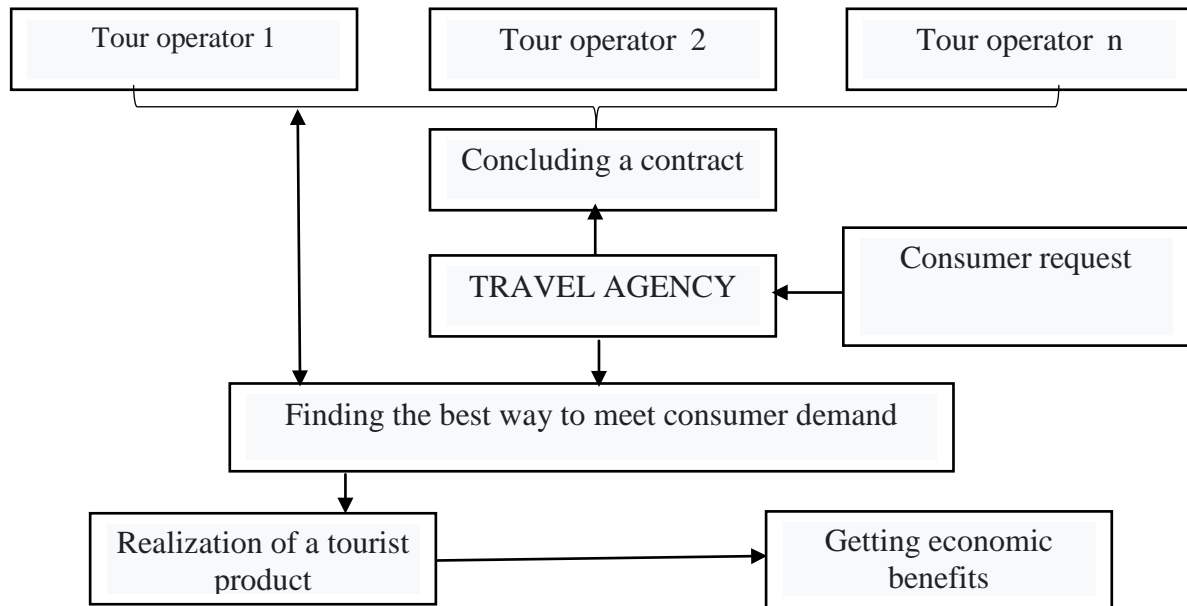 Tour operator 1
Tour operator 2
Tour operator n
Concluding a contract
TRAVEL AGENCY
Consumer request
Finding the best way to meet consumer demand
Realization of a tourist
product
Getting economic
benefits